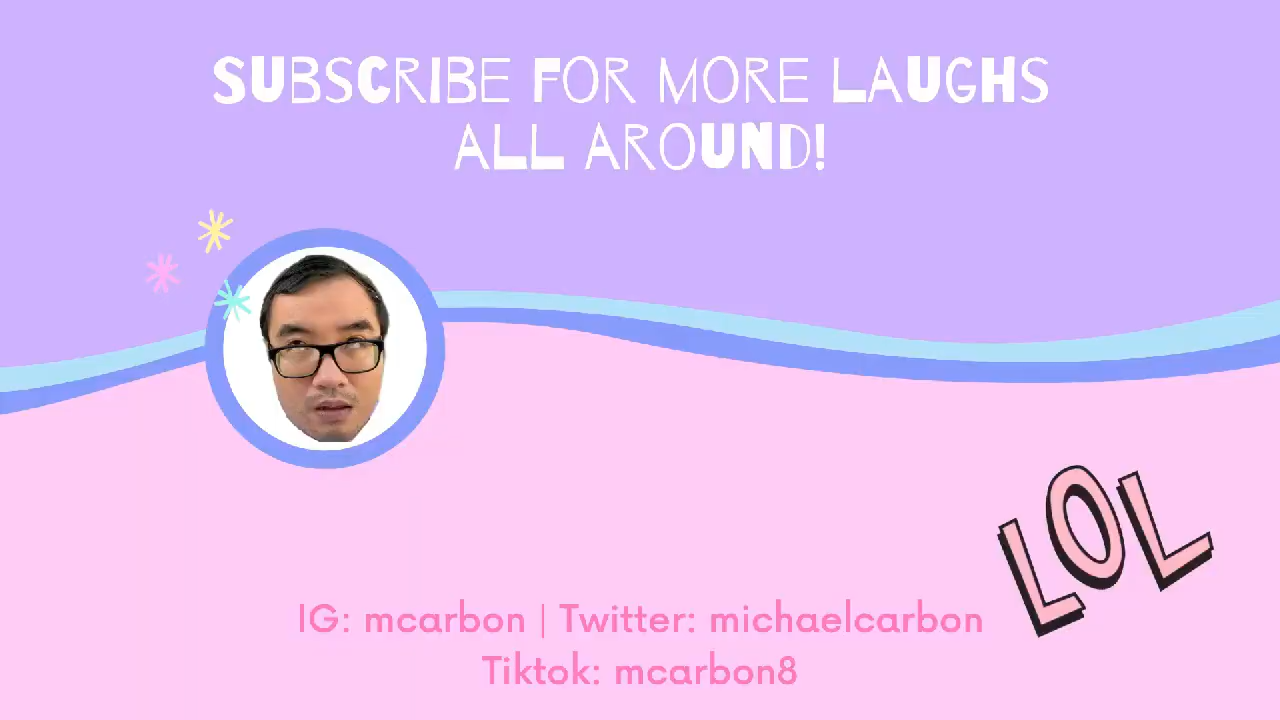 SUBSCRIBE FOR MORE LAUGHS
ALL AROUND!
LOL
IG: mcarbon | Twitter: michaelcarbon
Tiktok: mcarbon8